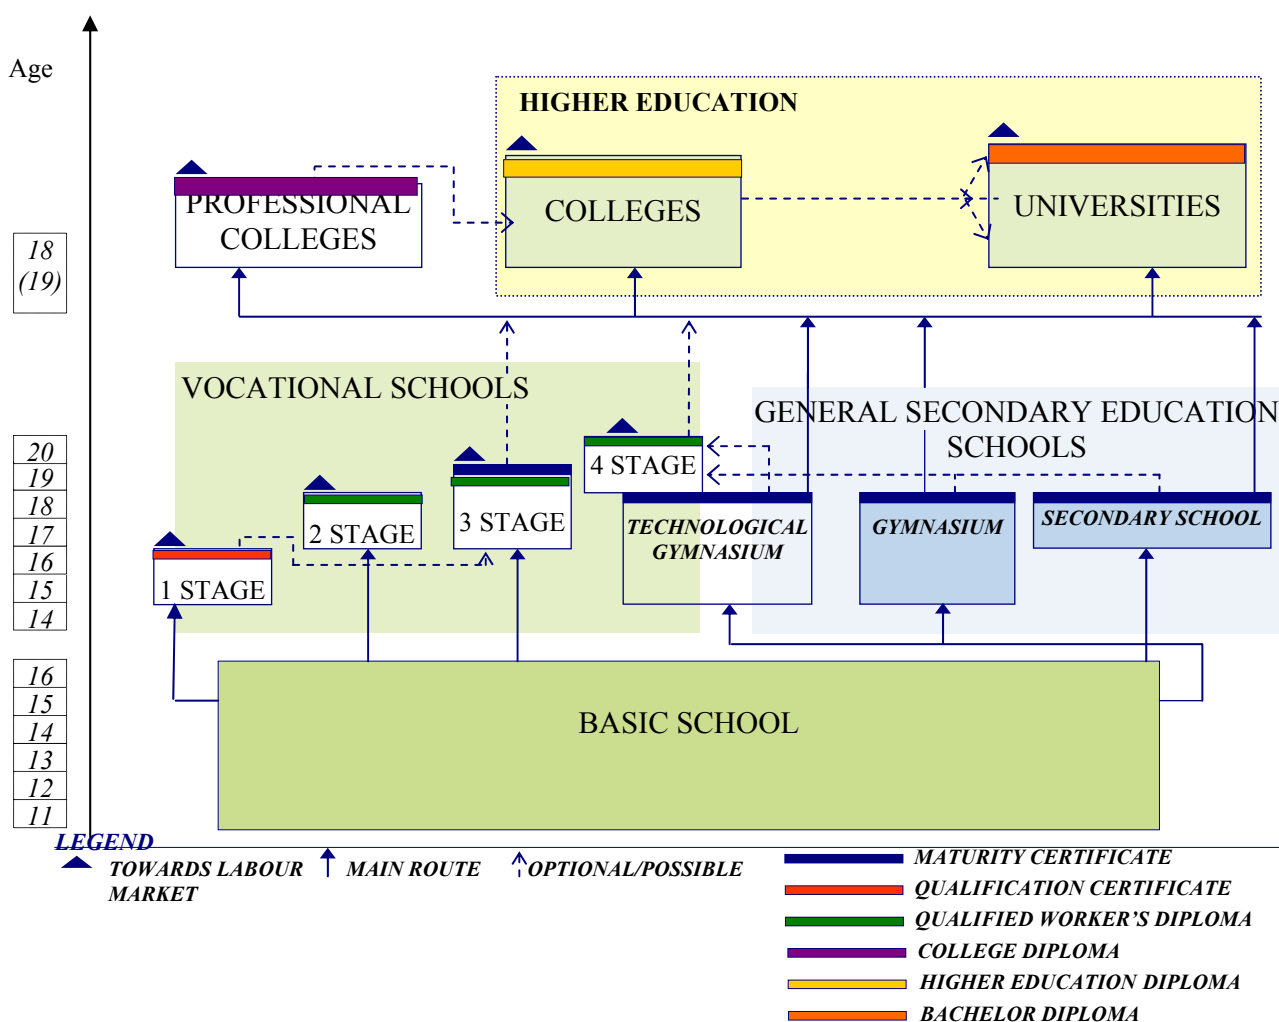 Age
HIGHER EDUCATION
PROFESSIONAL
COLLEGES
COLLEGES
UNIVERSITIES
18
(19)
VOCATIONAL SCHOOLS
GENERAL SECONDARY EDUCATION
SCHOOLS
20
19
18
17
16
15
14
4 STAGE
3 STAGE
2 STAGE
1 STAGE
TECHNOLOGICAL
GYMNASIUM
GYMNASIUM
SECONDARY SCHOOL
16
15
14
13
12
11
BASIC SCHOOL
LEGEND
TOWARDS LABOUR
MARKET
MAIN ROUTE
OPTIONAL/POSSIBLE
MATURITY CERTIFICATE
QUALIFICATION CERTIFICATE
QUALIFIED WORKER'S DIPLOMA
COLLEGE DIPLOMA
HIGHER EDUCATION DIPLOMA
BACHELOR DIPLOMA